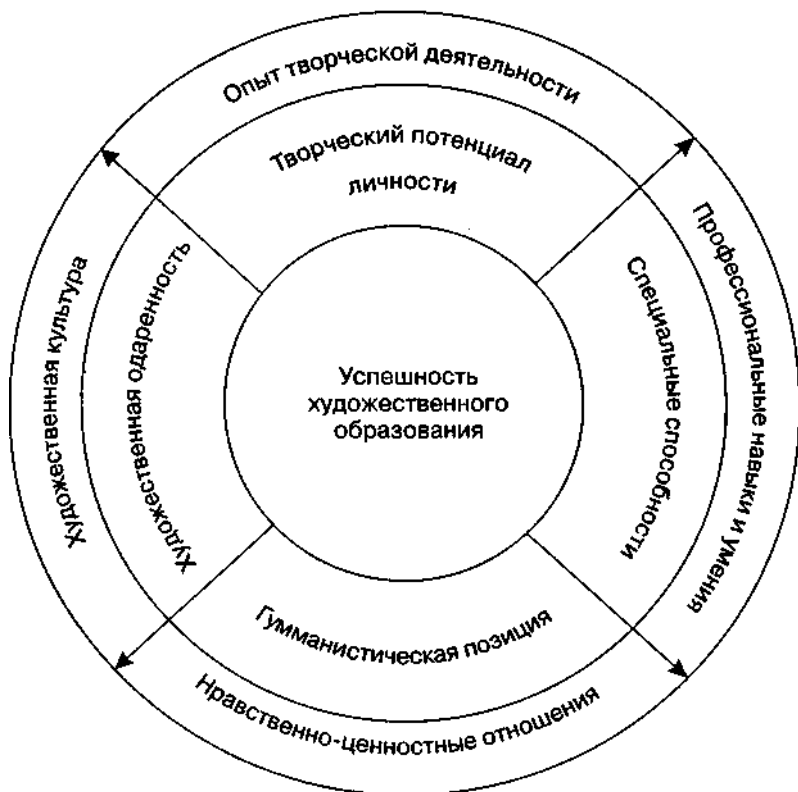 Опыт творческой деятельности
Творческий потенциал
личности
Художественная культура
Художественная одаренность
Успешность
художественного
образования
Специальные способности
Профессиональные навыки и умения
Гумманистическая позиция
Нравственно-ценностные отношения